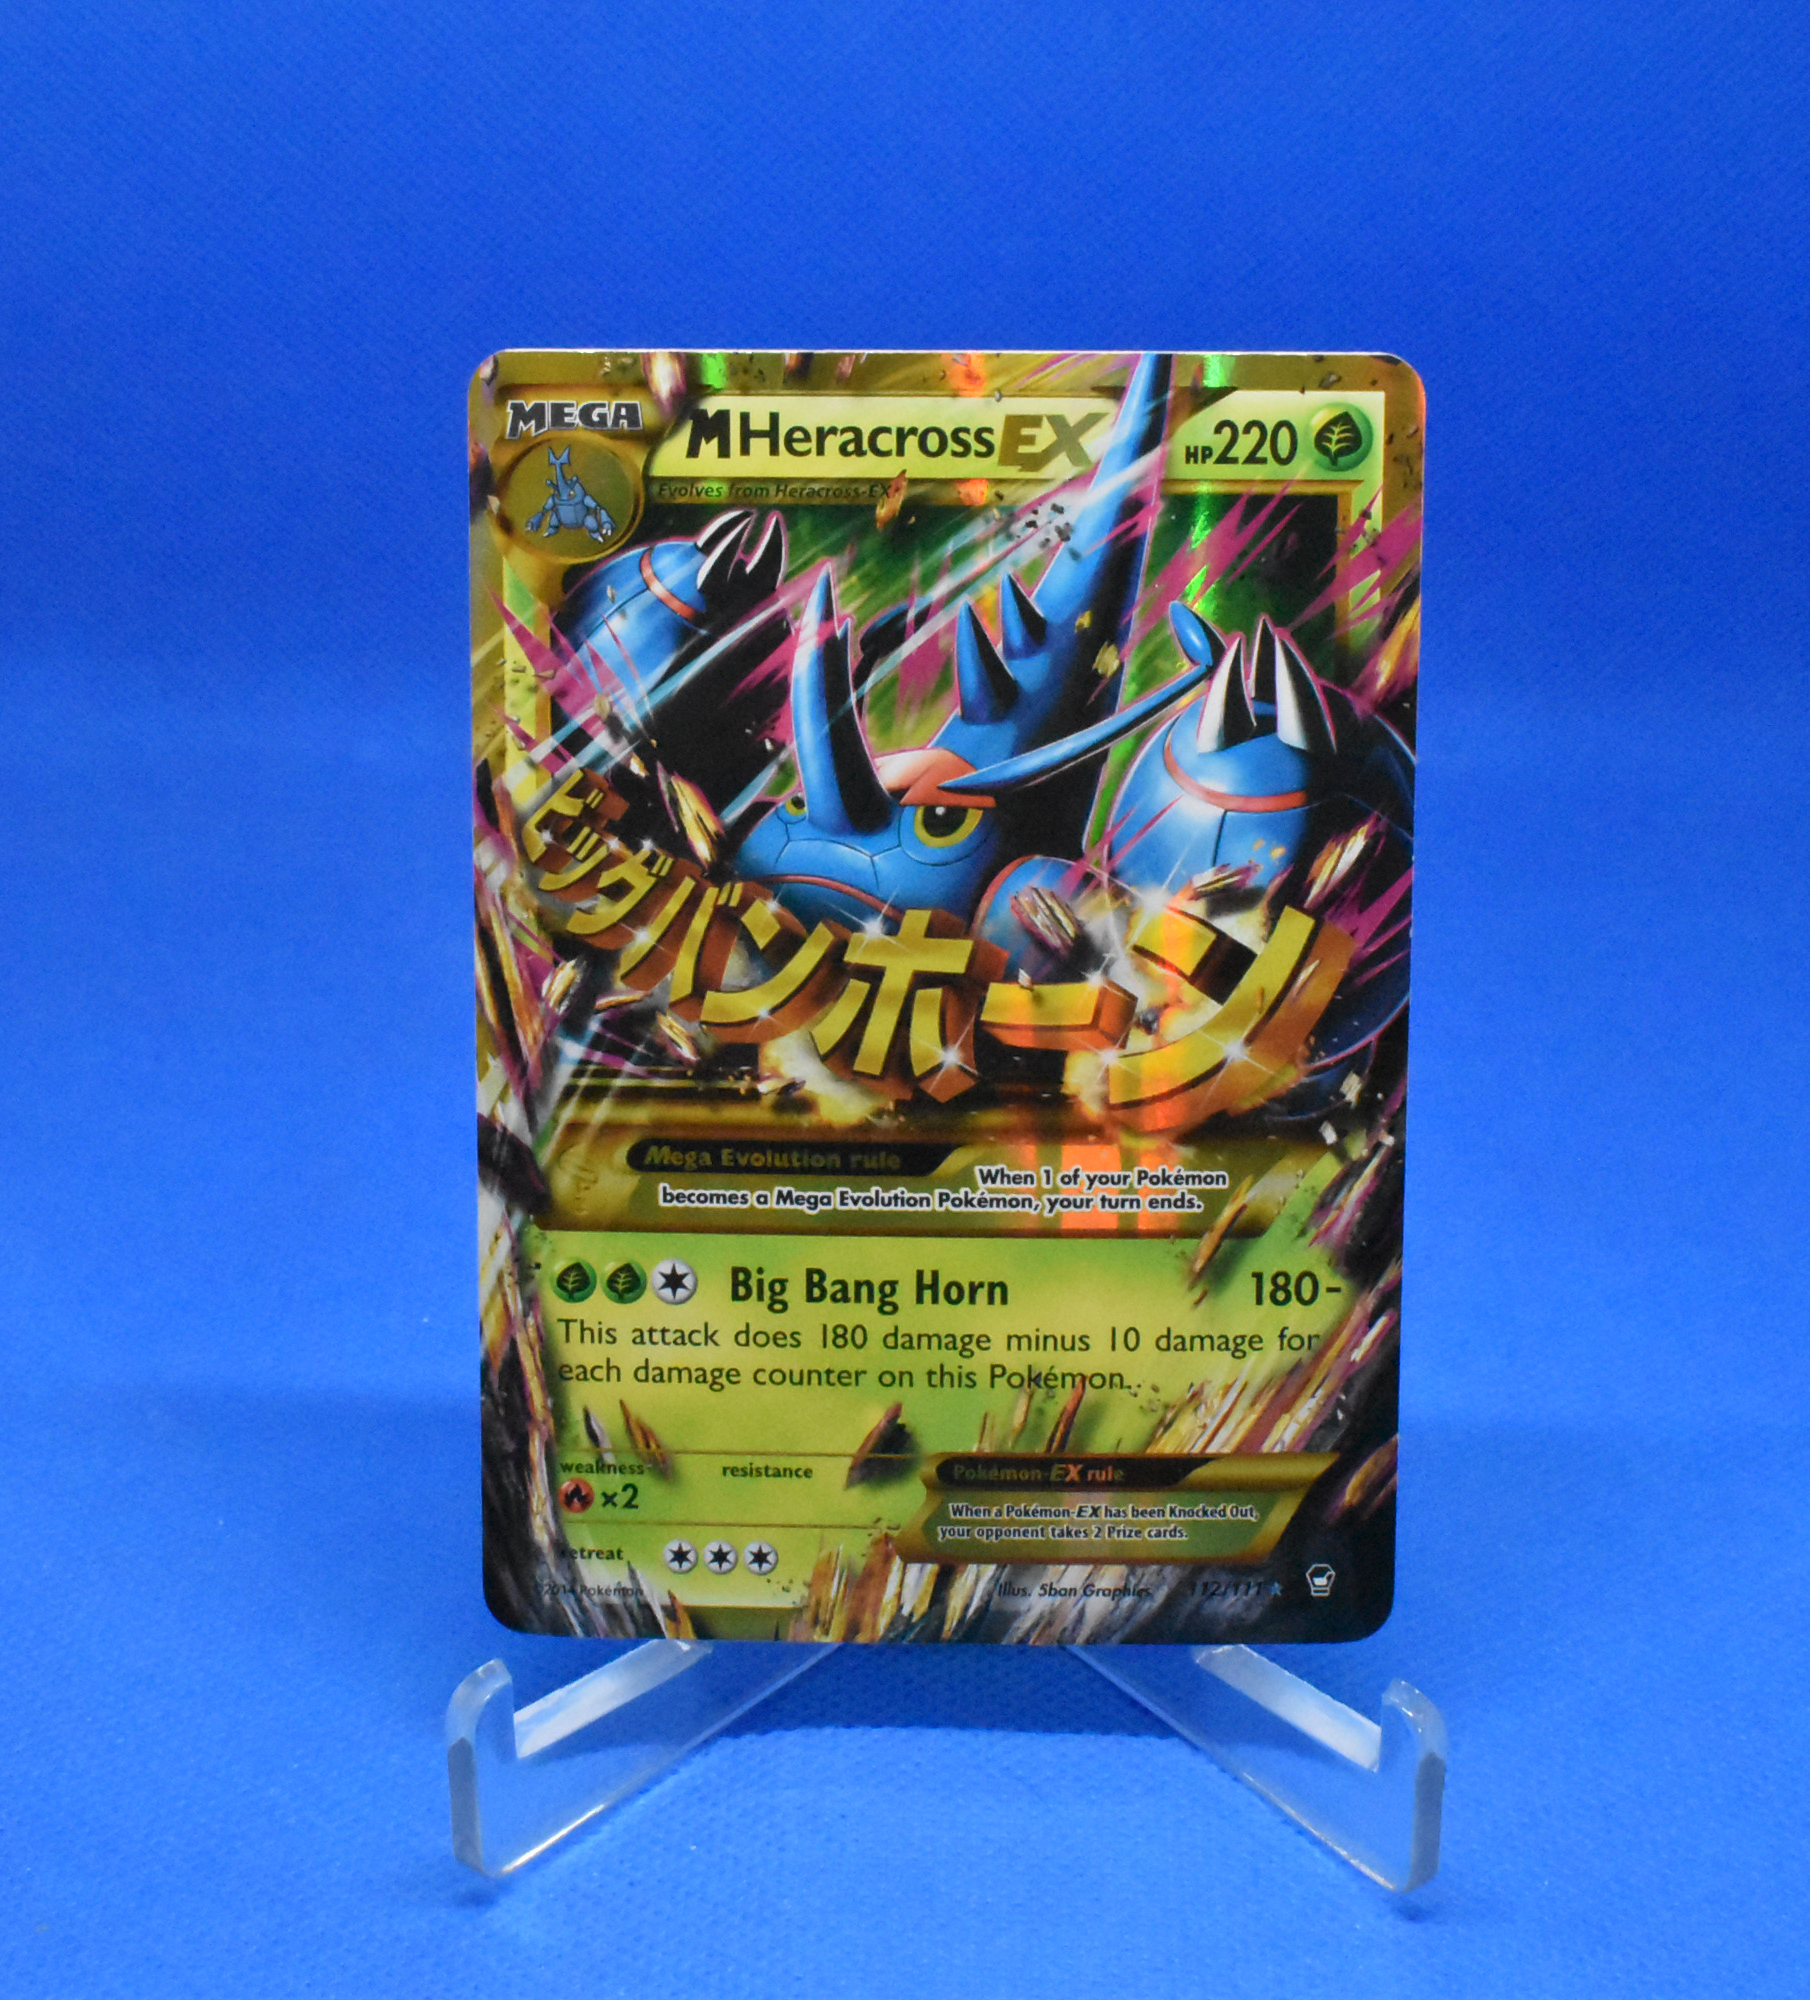 MEGA
M Heracross EX
HP 220
Evolves from Heracross-EX
ビッグバンホーン
Mega Evolution rule
When 1 of your Pokémon
becomes a Mega Evolution Pokémon, your turn ends.
Big Bang Horn 180-
This attack does 180 damage minus 10 damage for
each damage counter on this Pokémon.
weakness resistance
×2
Pokémon-EX rule
When a Pokémon-EX has been Knocked Out,
your opponent takes 2 Prize cards.
retreat
©2014 Pokémon Illus. 5ban Graphics 112/111